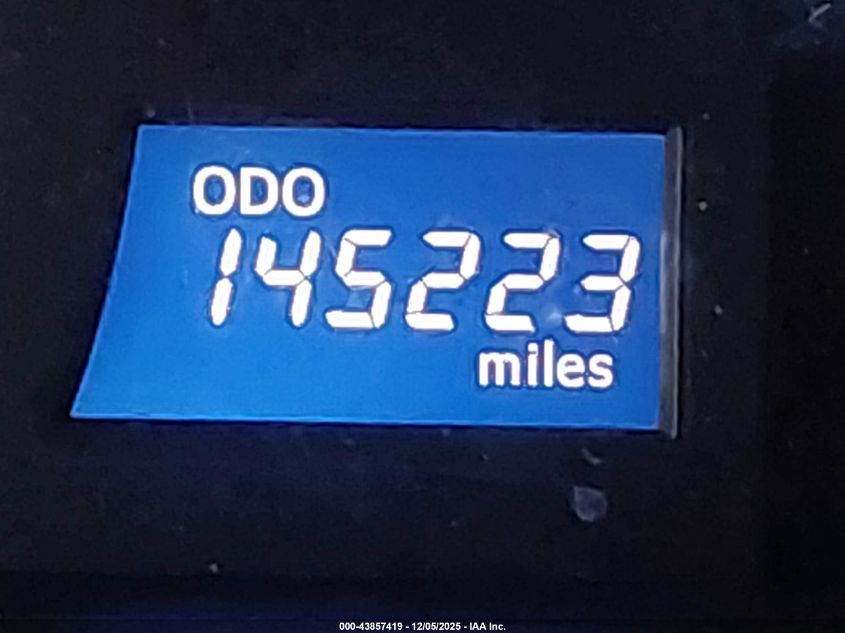 ODO
145223
miles
000-43857419 - 12/05/2025 - IAA Inc.